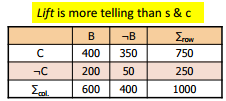 Lift is more telling than s & c
B ¬B Σrow
C 400 350 750
¬C 200 50 250
Σcol. 600 400 1000